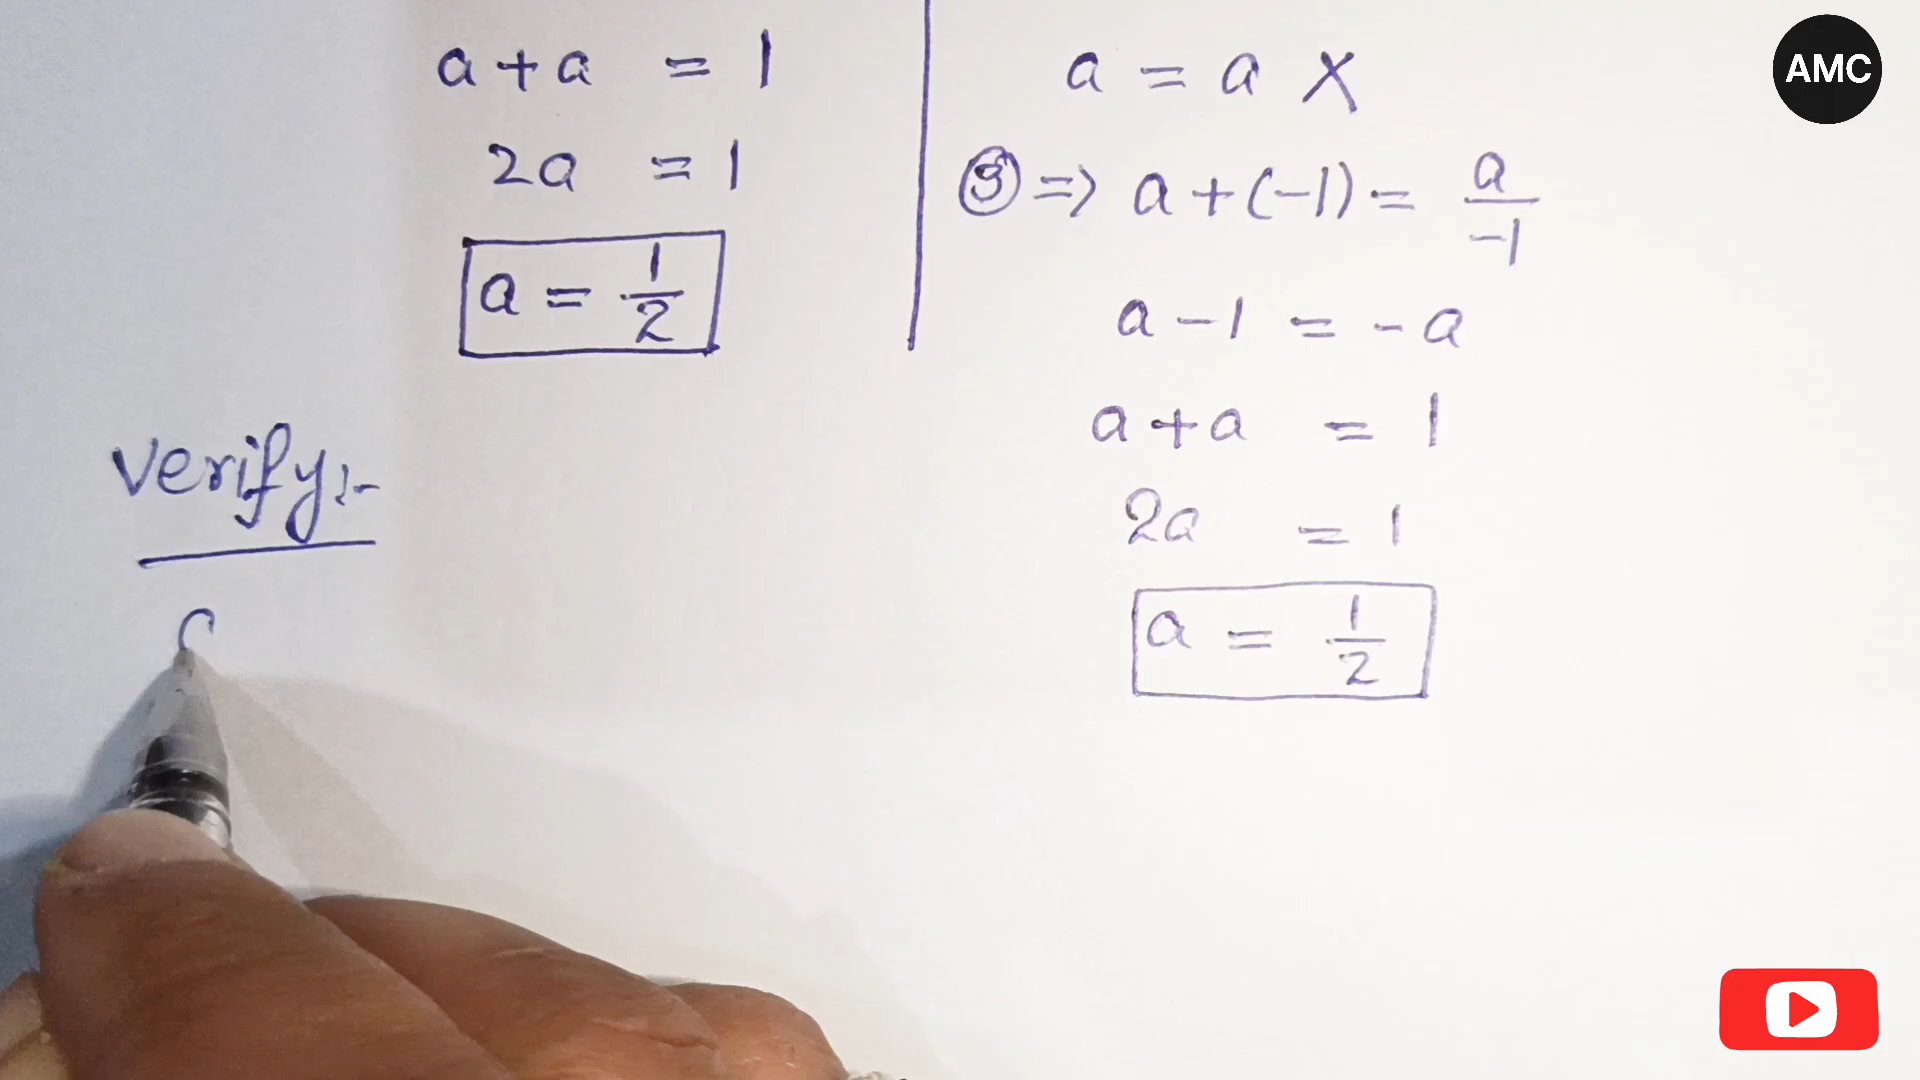 a + a = 1
2a = 1
a = 1/2
verify:-
a = a X
③ => a + (-1) = a/-1
a - 1 = - a
a + a = 1
2a = 1
a = 1/2
AMC